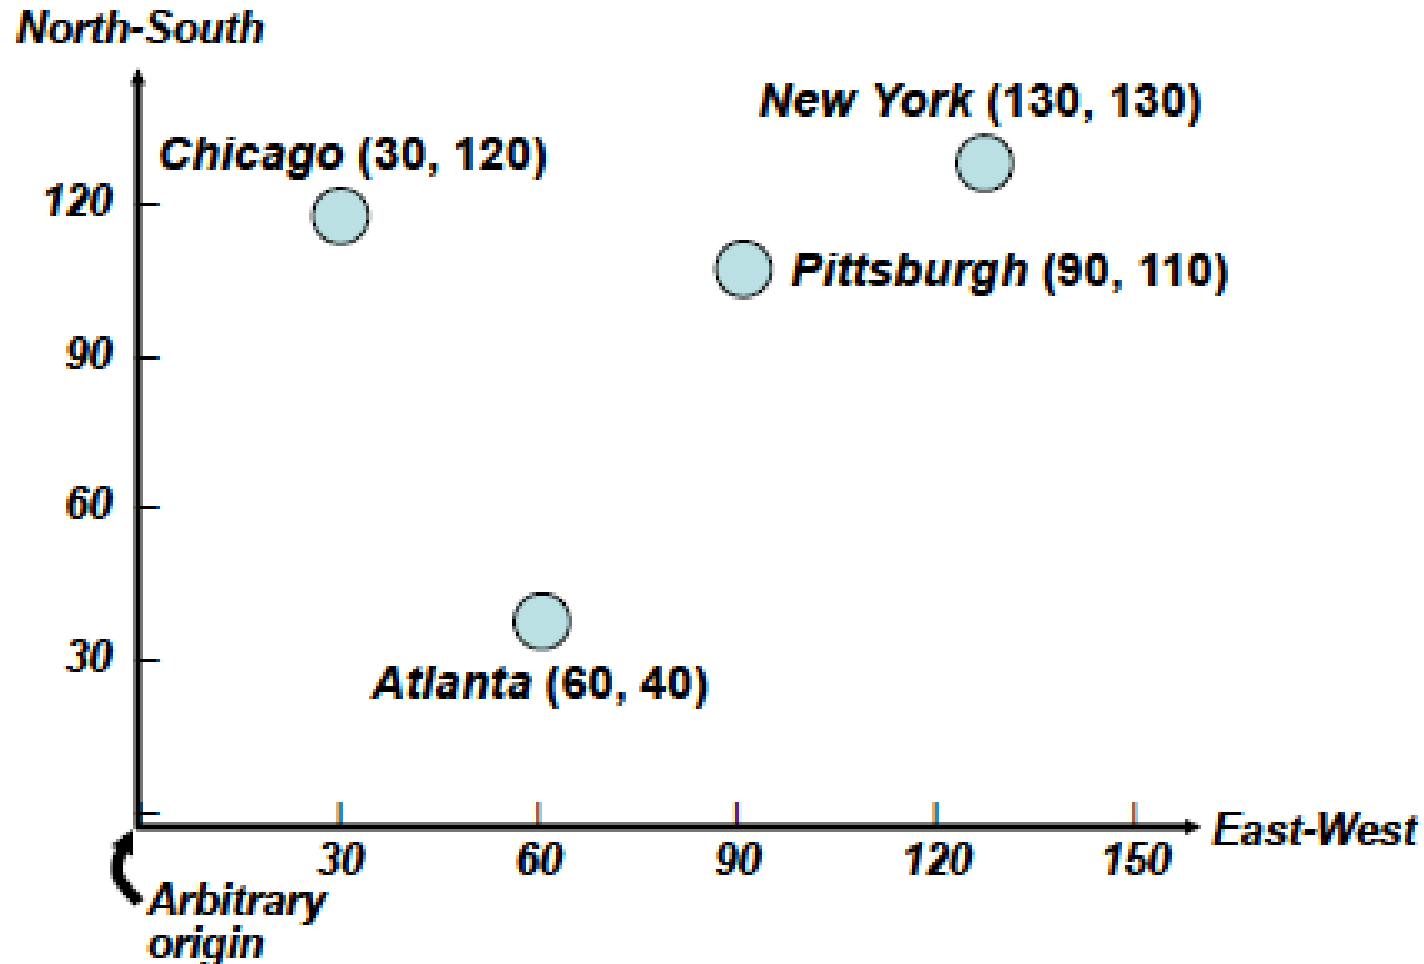 North-South
New York (130, 130)
Chicago (30, 120)
120
Pittsburgh (90, 110)
90
60
30
Atlanta (60, 40)
East-West
30 60 90 120 150
Arbitrary
origin